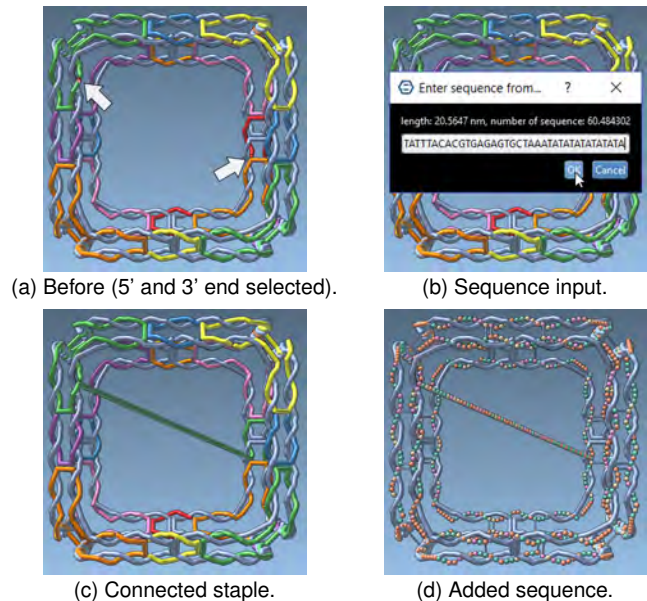 Enter sequence from... ?
length: 20.5647 nm, number of sequence: 60.484302
TATTTACACGTGAGAGTGCTAAATATATATATATATA
OK Cancel
(a) Before (5’ and 3’ end selected). (b) Sequence input.
(c) Connected staple. (d) Added sequence.